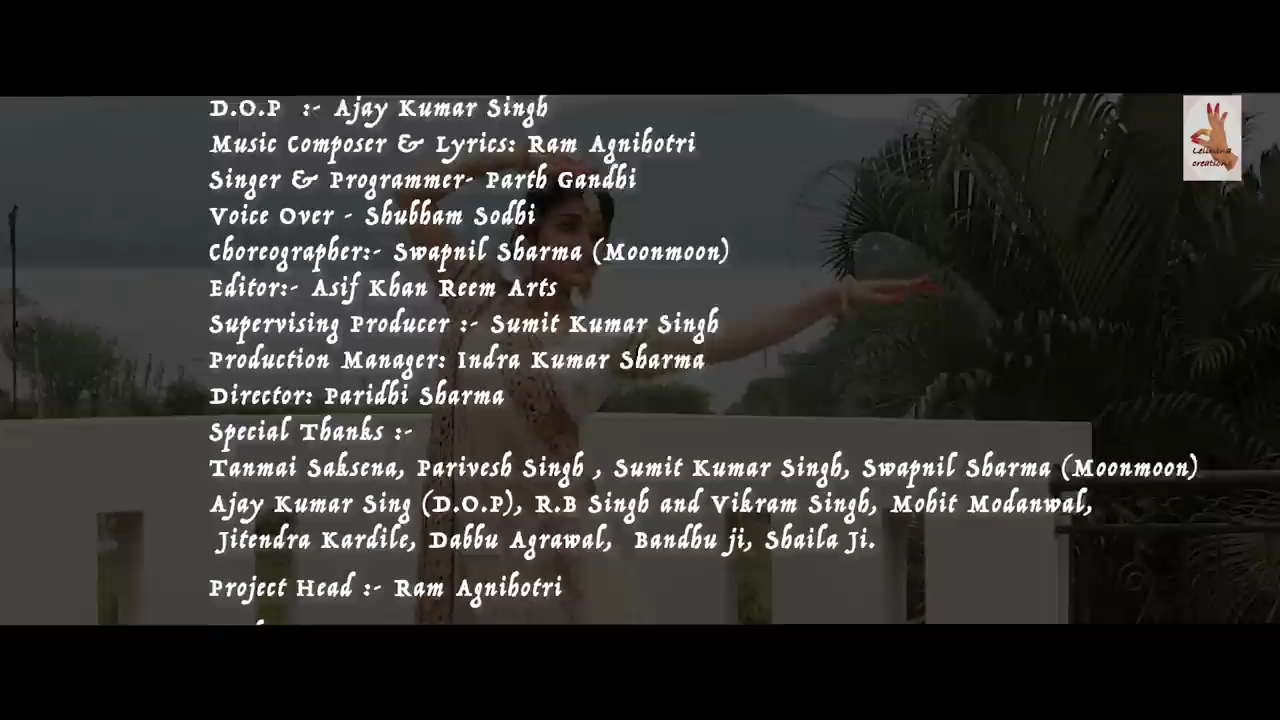 D.O.P :- Ajay Kumar Singh
Music Composer & Lyrics: Ram Agnihotri
Singer & Programmer- Parth Gandhi
Voice Over - Shubham Sodhi
Choreographer:- Swapnil Sharma (Moonmoon)
Editor:- Asif Khan Reem Arts
Supervising Producer :- Sumit Kumar Singh
Production Manager: Indra Kumar Sharma
Director: Paridhi Sharma
Special Thanks :-
Tanmai Saksena, Parivesh Singh , Sumit Kumar Singh, Swapnil Sharma (Moonmoon)
Ajay Kumar Sing (D.O.P), R.B Singh and Vikram Singh, Mohit Modanwal,
Jitendra Kardile, Dabbu Agrawal, Bandhu ji, Shaila Ji.
Project Head :- Ram Agnihotri
creations